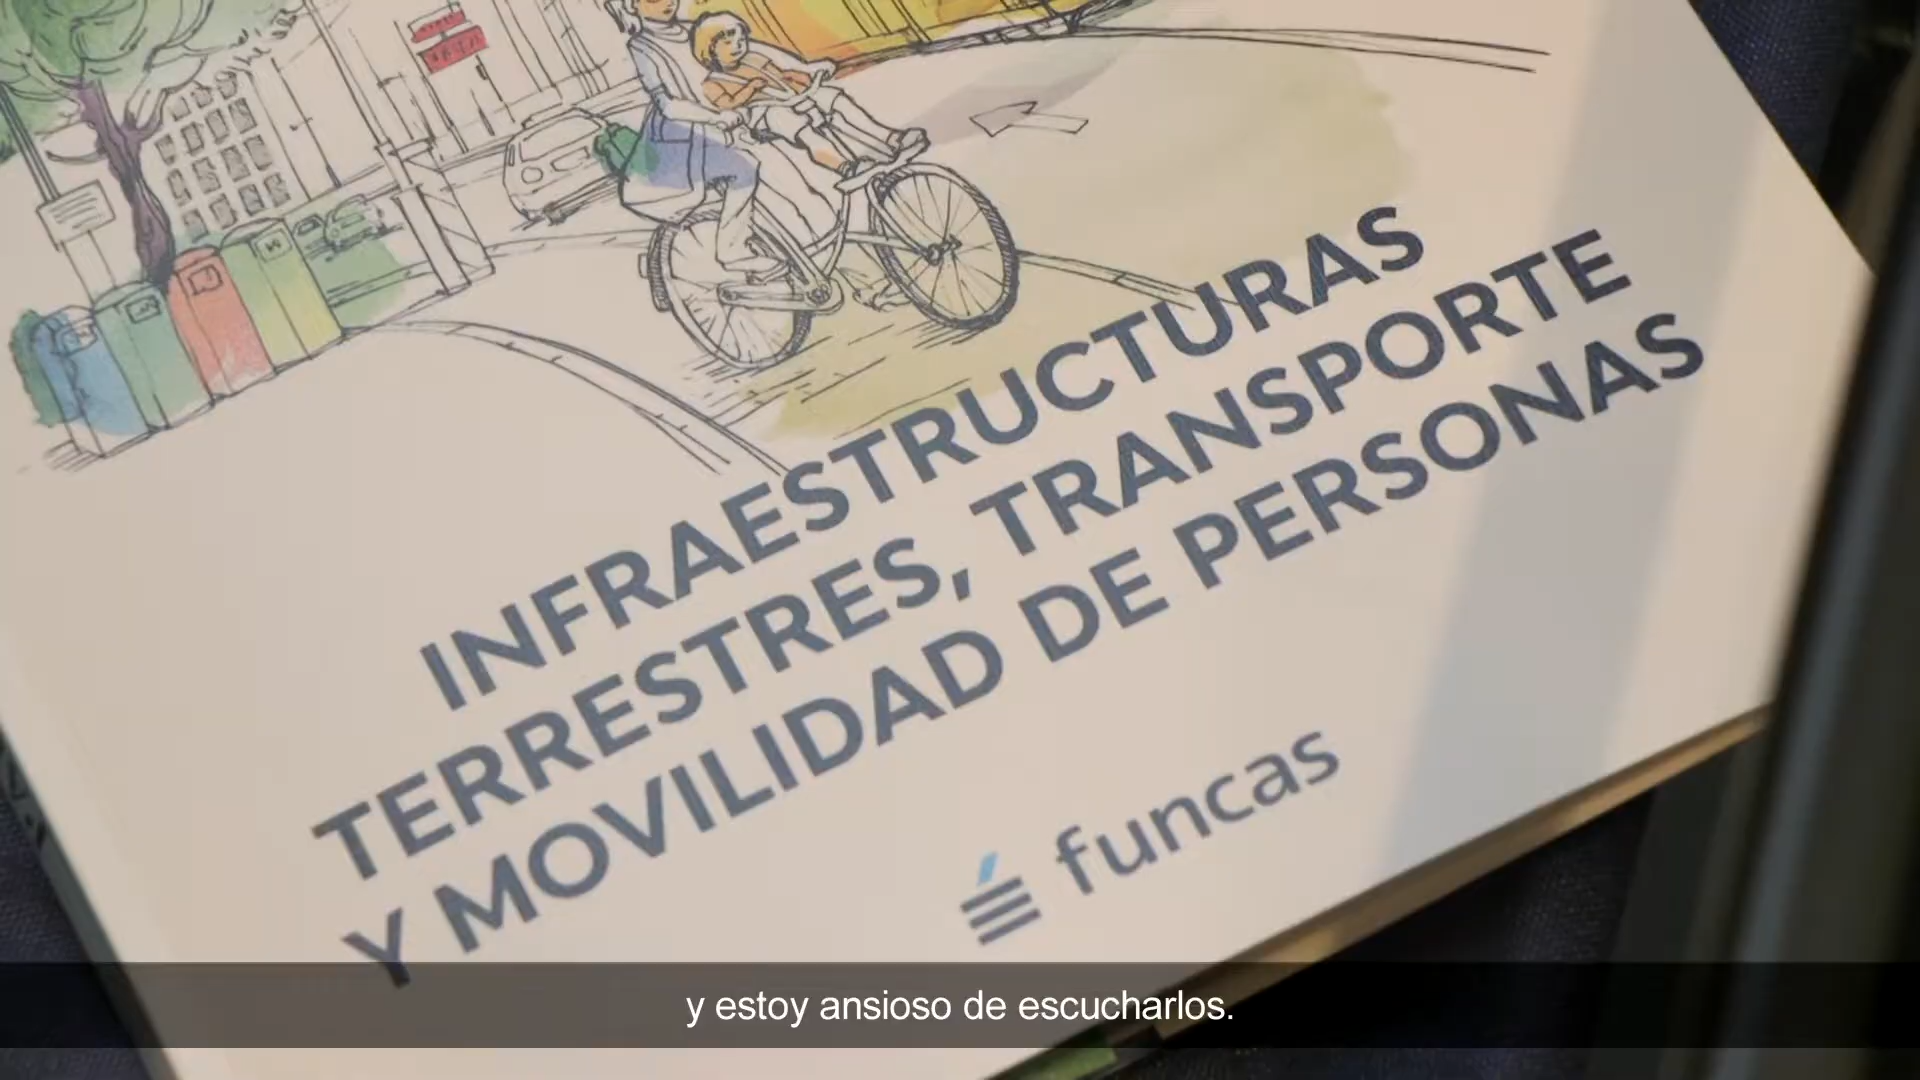 INFRAESTRUCTURAS
TERRESTRES, TRANSPORTE
Y MOVILIDAD DE PERSONAS
funcas
y estoy ansioso de escucharlos.